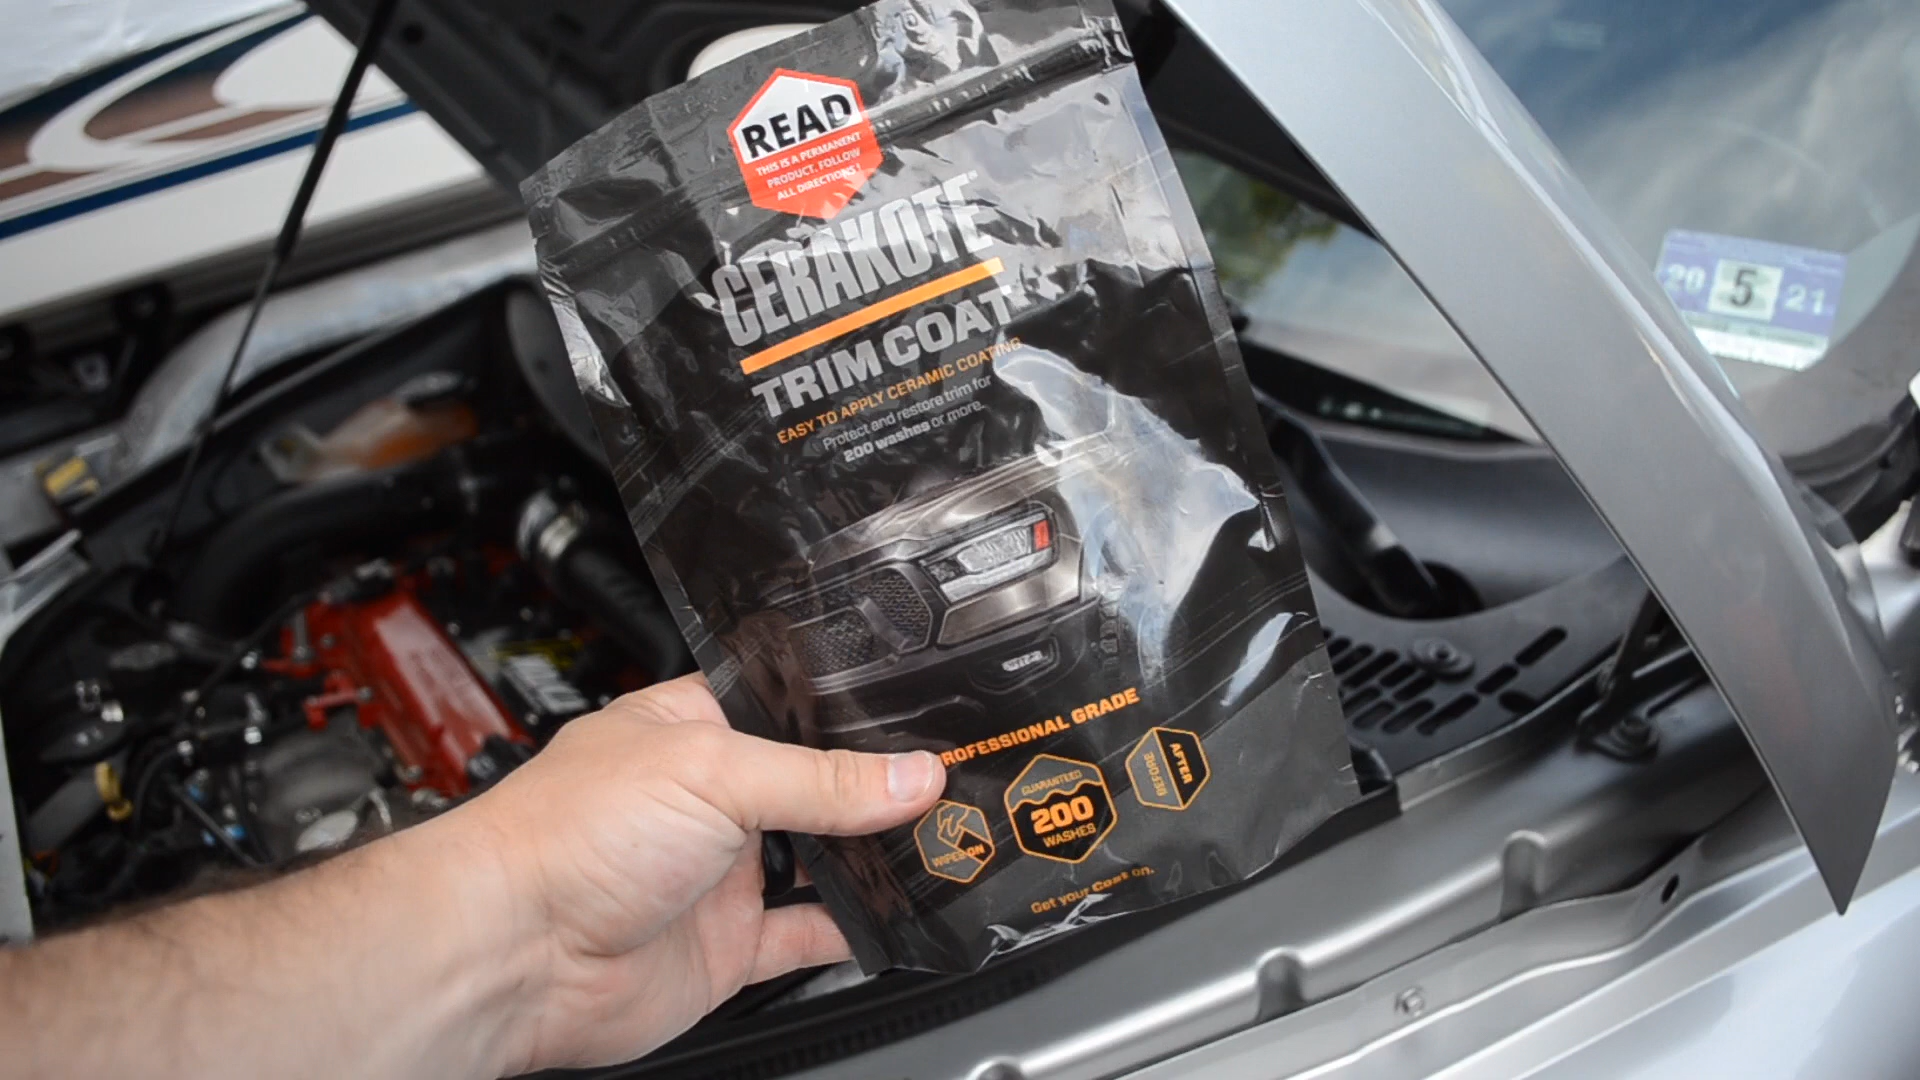 READ
THIS IS A PERMANENT
PRODUCT. FOLLOW
ALL DIRECTIONS!
CERAKOTE®
TRIM COAT
EASY TO APPLY CERAMIC COATING
Protect and restore trim for
200 washes or more.
ROFESSIONAL GRADE
WIPES ON
GUARANTEED
200
WASHES
BEFORE
AFTER
Get your Coat on.
20 5 21